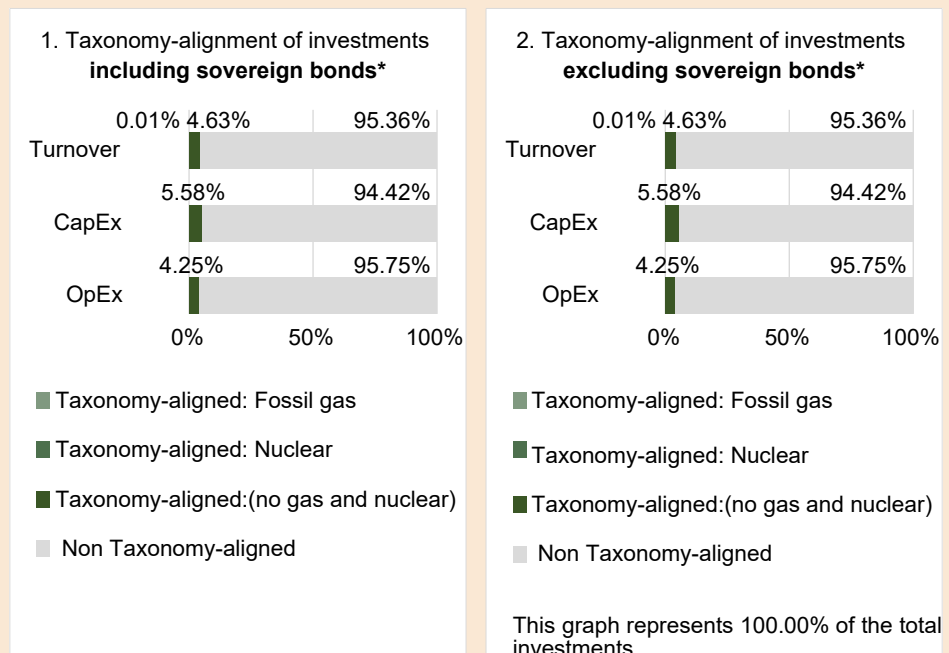 1. Taxonomy-alignment of investments
including sovereign bonds*
0.01% 4.63% 95.36%
Turnover
5.58% 94.42%
CapEx
4.25% 95.75%
OpEx
0% 50% 100%
Taxonomy-aligned: Fossil gas
Taxonomy-aligned: Nuclear
Taxonomy-aligned:(no gas and nuclear)
Non Taxonomy-aligned
2. Taxonomy-alignment of investments
excluding sovereign bonds*
0.01% 4.63% 95.36%
Turnover
5.58% 94.42%
CapEx
4.25% 95.75%
OpEx
0% 50% 100%
Taxonomy-aligned: Fossil gas
Taxonomy-aligned: Nuclear
Taxonomy-aligned:(no gas and nuclear)
Non Taxonomy-aligned
This graph represents 100.00% of the total
investments